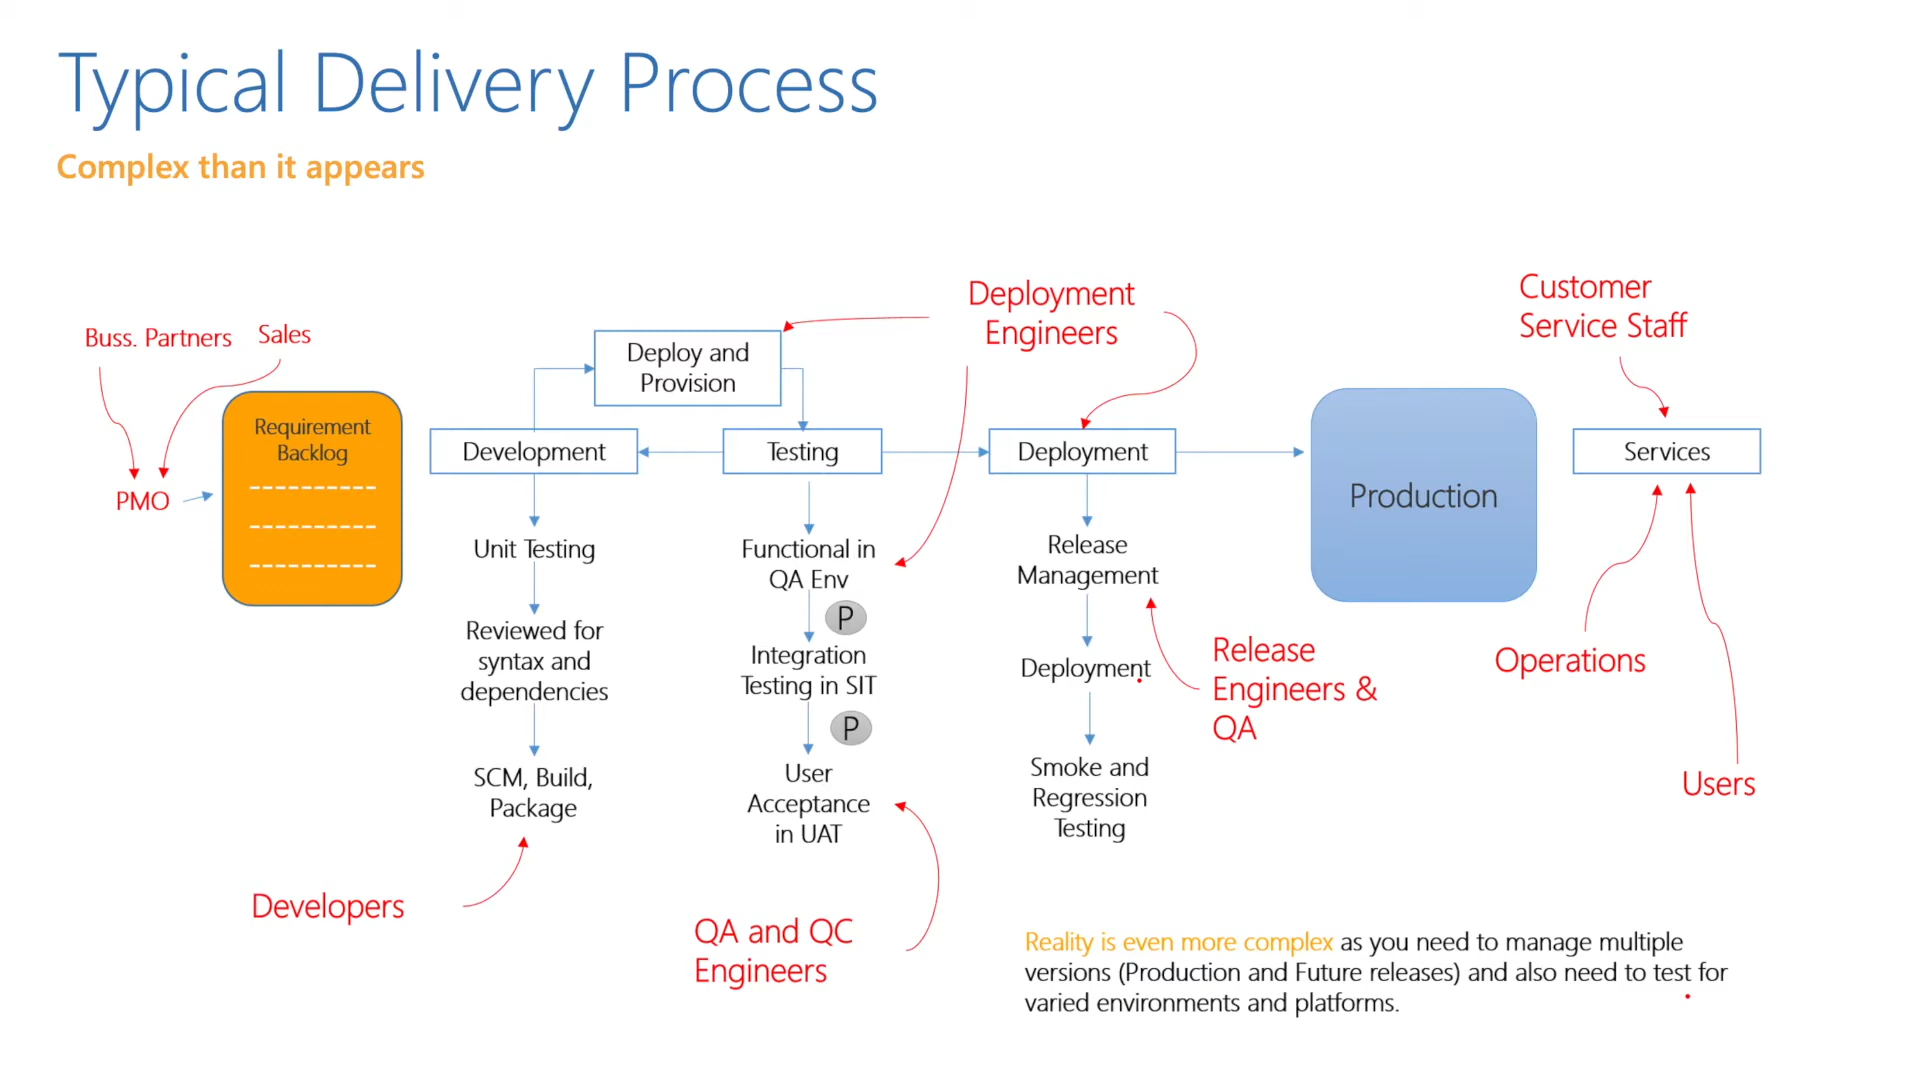 Typical Delivery Process
Complex than it appears
Buss. Partners
Sales
PMO
Requirement
Backlog
Deploy and
Provision
Development
Testing
Deployment
Production
Services
Deployment
Engineers
Customer
Service Staff
Unit Testing
Reviewed for
syntax and
dependencies
SCM, Build,
Package
Developers
Functional in
QA Env
P
Integration
Testing in SIT
P
User
Acceptance
in UAT
QA and QC
Engineers
Release
Management
Deployment
Smoke and
Regression
Testing
Release
Engineers &
QA
Operations
Users
Reality is even more complex as you need to manage multiple
versions (Production and Future releases) and also need to test for
varied environments and platforms.